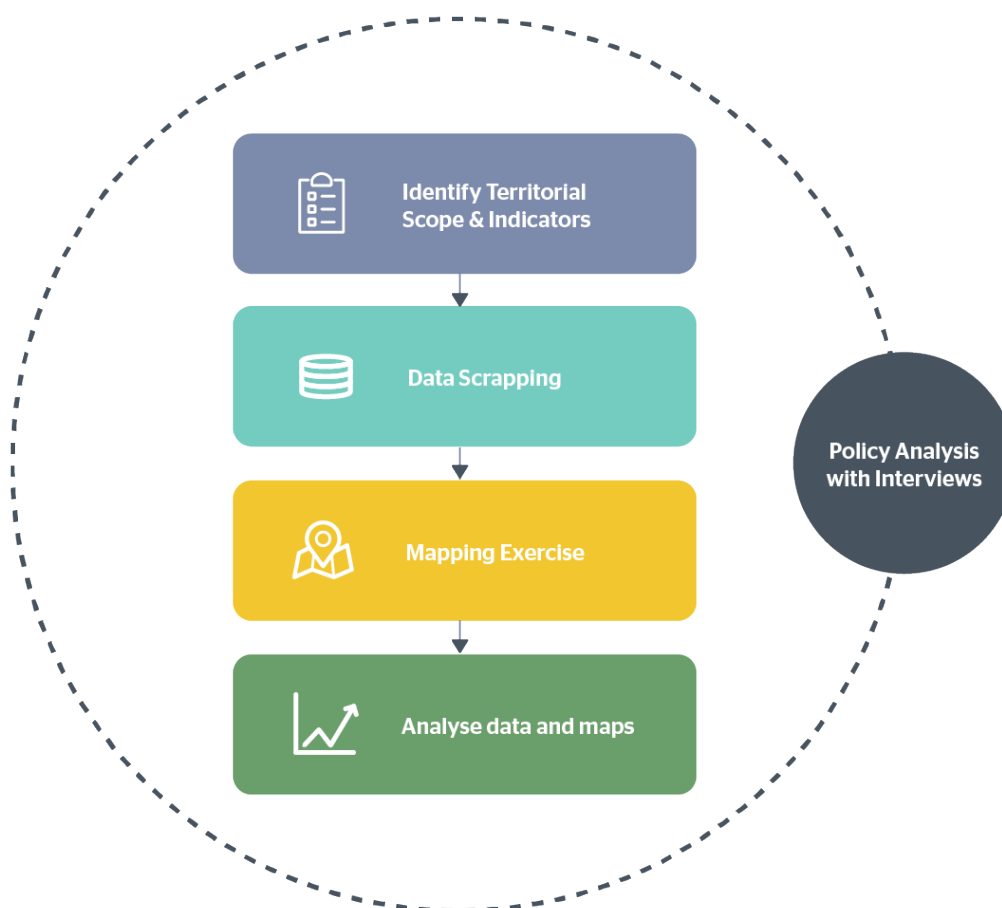 Identify Territorial
Scope & Indicators
Data Scrapping
Policy Analysis
with Interviews
Mapping Exercise
Analyse data and maps